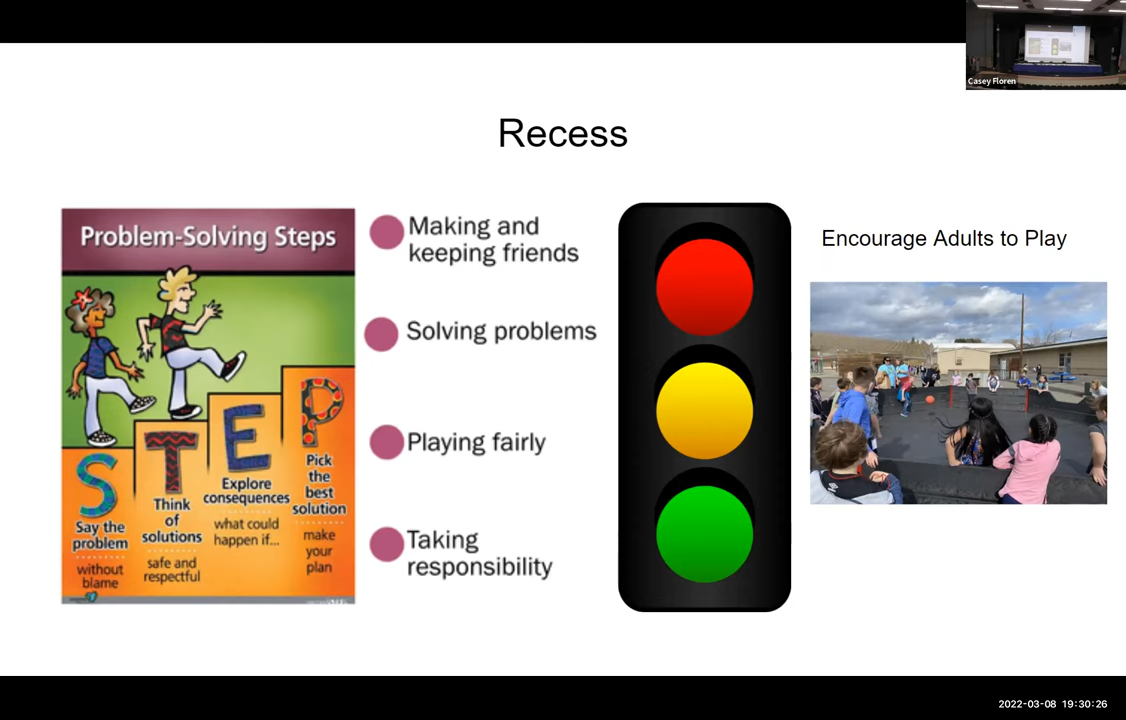 Casey Floren
Recess
Problem-Solving Steps
S
Say the
problem
without
blame
T
Think
of
solutions
safe and
respectful
E
Explore
consequences
what could
happen if...
P
Pick
the
best
solution
make
your
plan
Making and
keeping friends
Solving problems
Playing fairly
Taking
responsibility
Encourage Adults to Play
2022-03-08 19:30:26